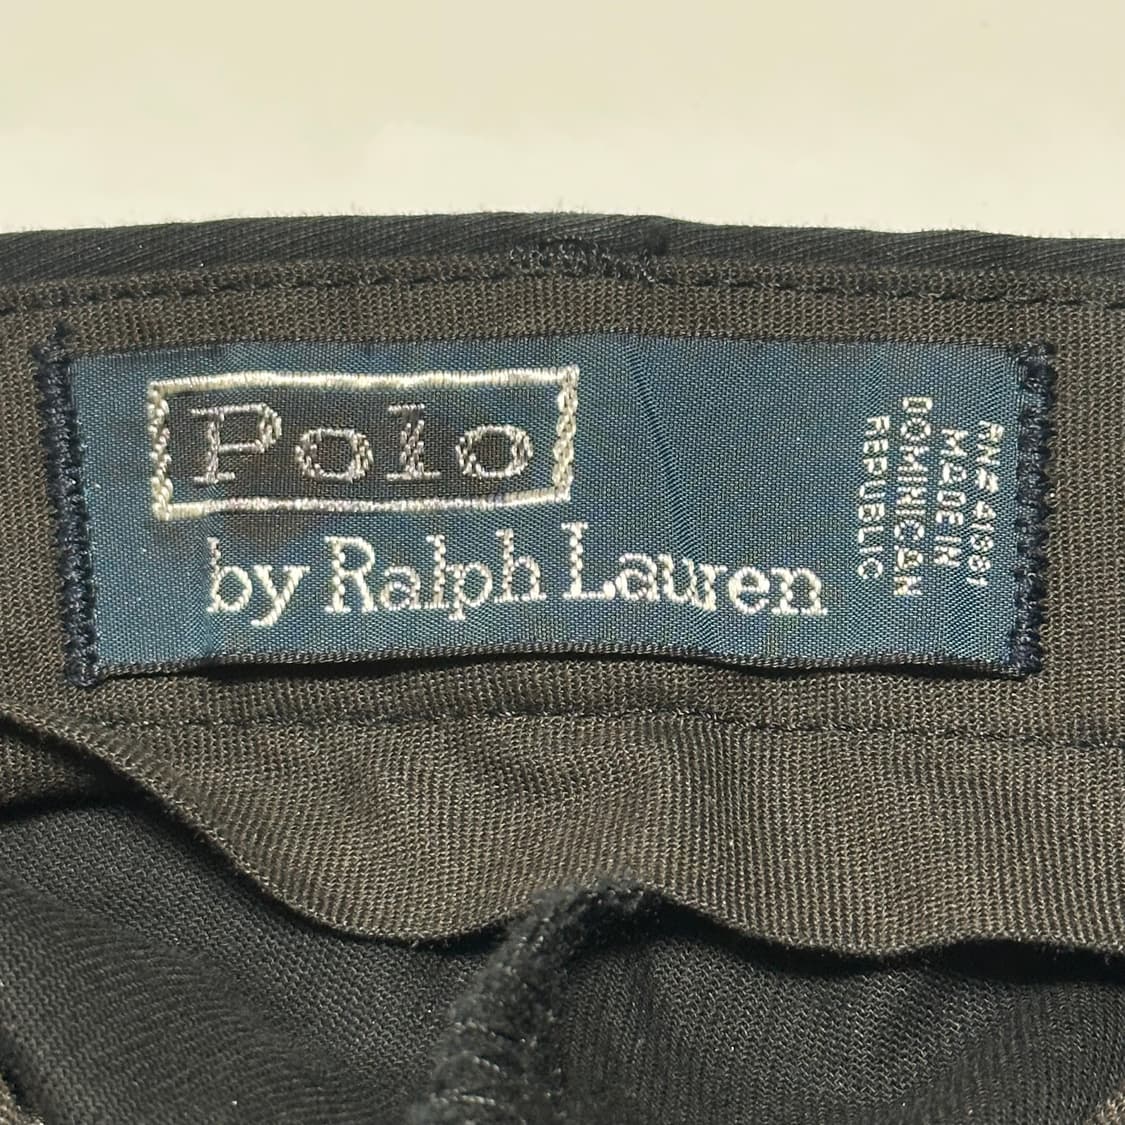 Polo
by Ralph Lauren
RN≤ 41381
MADE IN
DOMINICAN
REPUBLIC